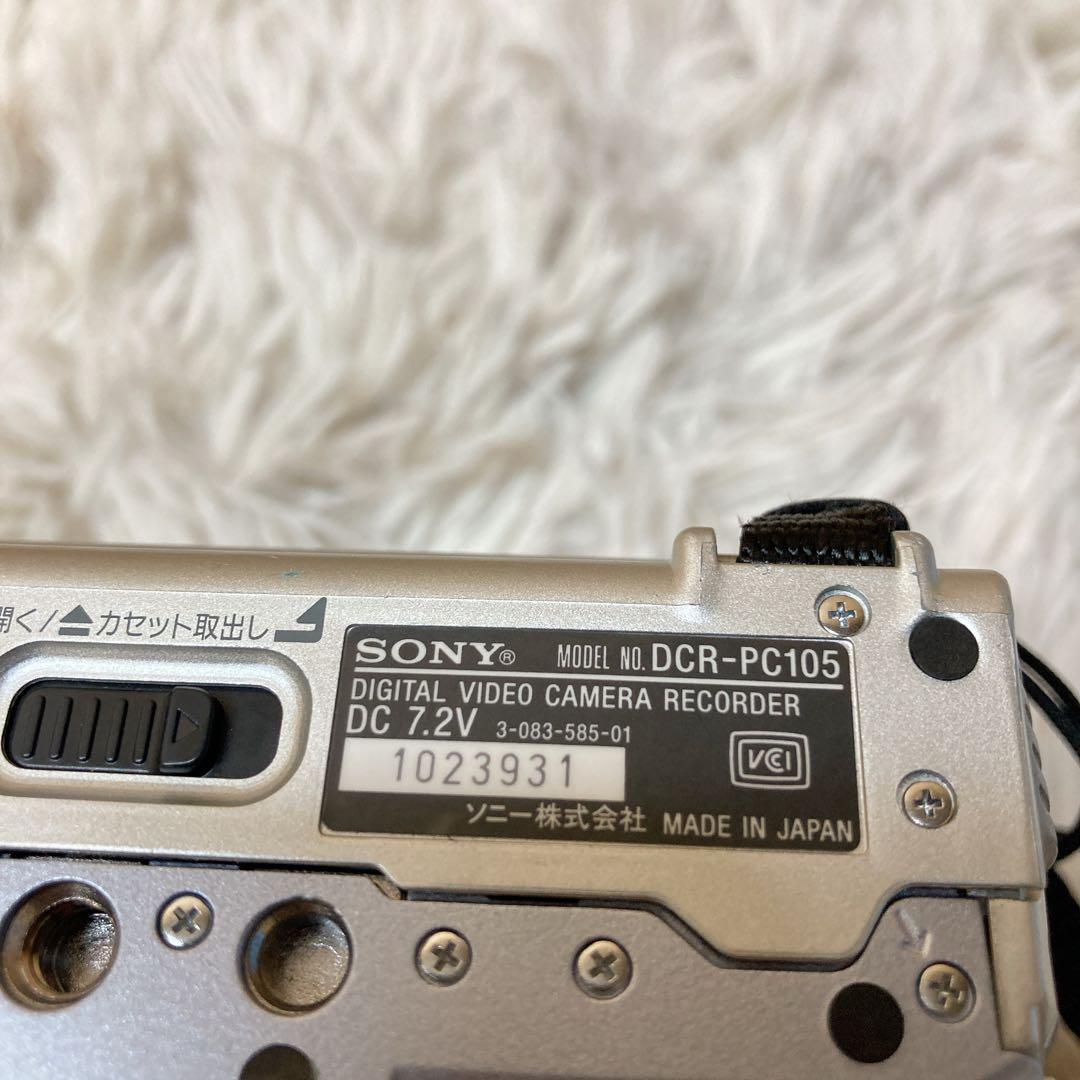 開く/⏏カセット取出し
SONY® MODEL NO. DCR-PC105
DIGITAL VIDEO CAMERA RECORDER
DC 7.2V 3-083-585-01
VCCI
1023931
ソニー株式会社 MADE IN JAPAN